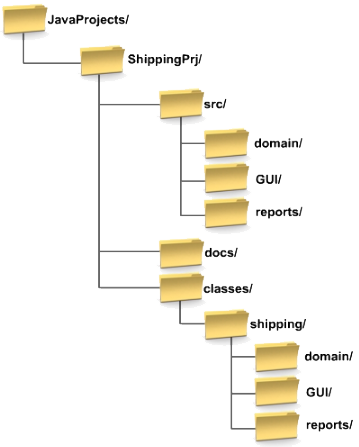 JavaProjects/
ShippingPrj/
src/
domain/
GUI/
reports/
docs/
classes/
shipping/
domain/
GUI/
reports/